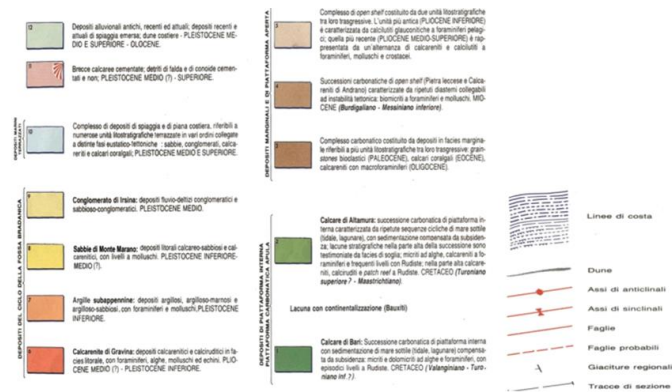 12
Depositi alluvionali antichi, recenti ed attuali; depositi recenti e
attuali di spiaggia emersa; dune costiere - PLEISTOCENE ME-
DIO E SUPERIORE - OLOCENE.
Brecce calcaree cementate; detriti di falda e di conoide cemen-
tati e non; PLEISTOCENE MEDIO (?) - SUPERIORE.
DEPOSITI MARINI
TERRAZZATI
10
Complesso di depositi di spiaggia e di piana costiera, riferibili a
numerose unità litostratigrafiche terrazzate in vari ordini collegate
a distinte fasi eustatico-tettoniche : sabbie, conglomerati, calca-
reniti e calcari coralgali; PLEISTOCENE MEDIO E SUPERIORE.
DEPOSITI DEL CICLO DELLA FOSSA BRADANICA
9
Conglomerato di Irsina: depositi fluvio-deltizi conglomeratici e
sabbioso-conglomeratici. PLEISTOCENE MEDIO.
8
Sabbie di Monte Marano: depositi litorali calcareo-sabbiosi e cal-
carenitici, con livelli a molluschi. PLEISTOCENE INFERIORE-
MEDIO (?).
7
Argille subappennine: depositi argillosi, argilloso-marnosi e
argilloso-sabbiosi, con foraminiferi e molluschi,PLEISTOCENE
INFERIORE.
6
Calcarenite di Gravina: depositi calcarenitici e calciruditici in fa-
cies litorale, con foraminiferi, alghe, molluschi ed echini. PLIO-
CENE MEDIO (?) - PLEISTOCENE INFERIORE.
DEPOSITI MARGINALI E DI PIATTAFORMA APERTA
5
Complesso di open shelf costituito da due unità litostratigrafiche
tra loro trasgressive. L'unità più antica (PLIOCENE INFERIORE)
è caratterizzata da calcilutiti glauconitiche a foraminiferi pelagi-
ci; quella più recente (PLIOCENE MEDIO-SUPERIORE) è rap-
presentata da un'alternanza di calcareniti e calcilutiti a
foraminiferi, molluschi e crostacei.
4
Successioni carbonatiche di open shelf (Pietra leccese e Calca-
reniti di Andrano) caratterizzate da ripetuti diastemi collegabili
ad instabilità tettonica: biomicriti a foraminiferi e molluschi, MIO-
CENE (Burdigaliano - Messiniano inferiore).
3
Complesso carbonatico costituito da depositi in facies margina-
le riferibili a più unità litostratigrafiche tra loro trasgressive: grain-
stones bioclastici (PALEOCENE), calcari coralgali (EOCENE),
calcareniti con macroforaminiferi (OLIGOCENE).
DEPOSITI DI PIATTAFORMA INTERNA
PIATTAFORMA CARBONATICA APULA
2
Calcare di Altamura: successione carbonatica di piattaforma in-
terna caratterizzata da ripetute sequenze cicliche di mare sottile
(tidale, lagunare), con sedimentazione compensata da subsiden-
za; lacune stratigrafiche nella parte alta della successione sono
testimoniate da facies di soglia; micriti ad alghe, calcareniti a fo-
raminiferi e frequenti livelli con Rudiste; nella parte alta calcare-
niti, calciruditi e patch reef a Rudiste. CRETACEO (Turoniano
superiore ? - Maastrichtiano).
Lacuna con continentalizzazione (Bauxiti)
1
Calcare di Bari: Successione carbonatica di piattaforma interna
con sedimentazione di mare sottile (tidale, lagunare) compensa-
ta da subsidenza: micriti e dolomicriti ad alghe e foraminiferi, con
episodici livelli a Rudiste. CRETACEO (Valanginiano - Turo-
niano inf. ?).
Linee di costa
Dune
Assi di anticlinali
Assi di sinclinali
Faglie
Faglie probabili
Giaciture regional
Tracce di sezione